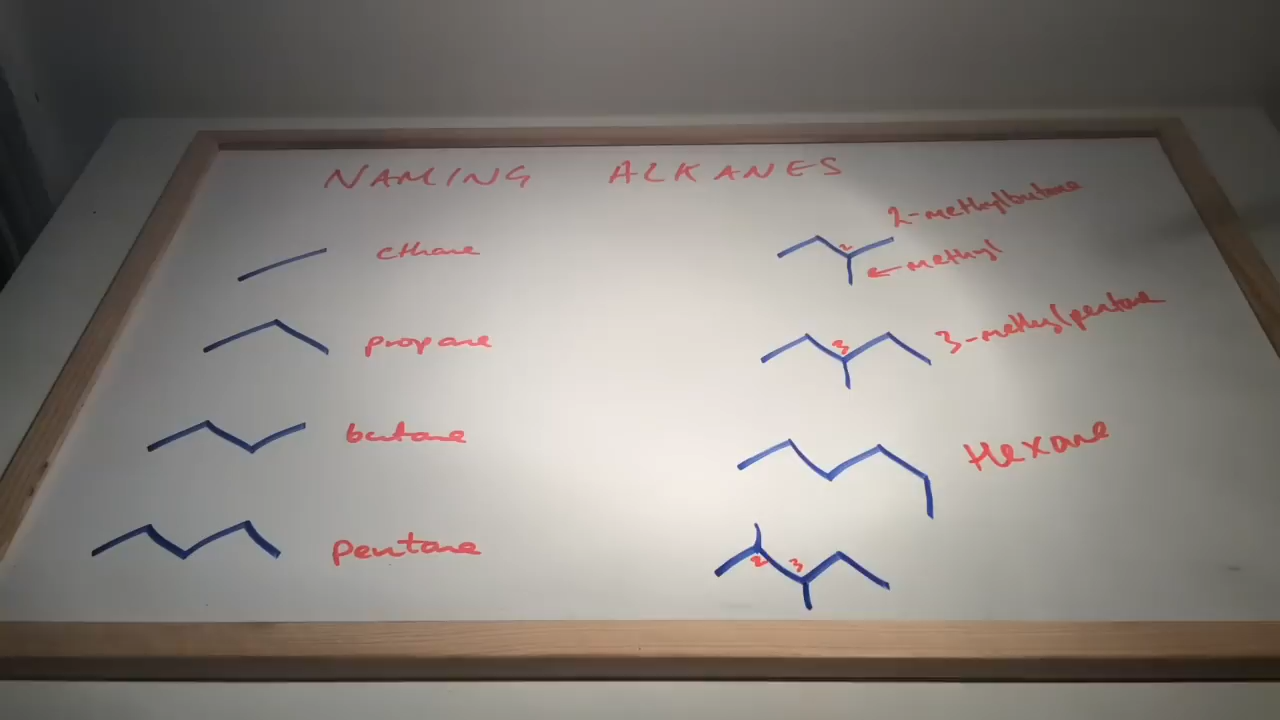 NAMING ALKANES
ethane
propane
butane
pentane
2-methylbutane
2
methyl
3-methylpentane
3
Hexane
2 3